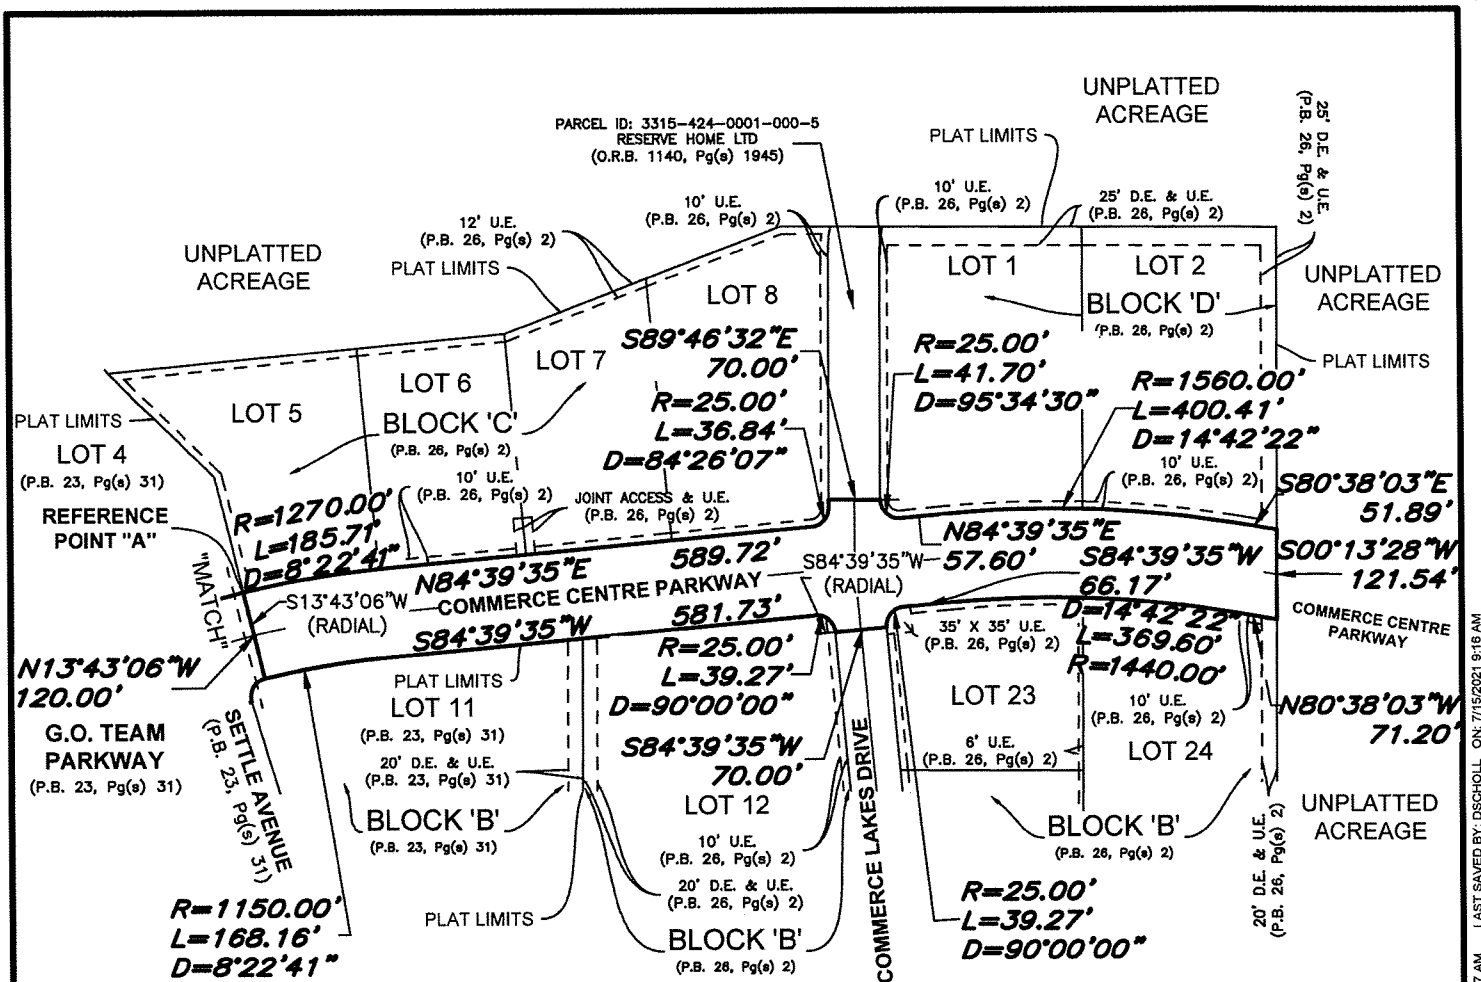 UNPLATTED
ACREAGE
PARCEL ID: 3315-424-0001-000-5
RESERVE HOME LTD
(O.R.B. 1140, Pg(s) 1945)
PLAT LIMITS
25' D.E. & U.E.
(P.B. 26, Pg(s) 2)
10' U.E.
(P.B. 26, Pg(s) 2)
10' U.E.
(P.B. 26, Pg(s) 2)
25' D.E. & U.E.
(P.B. 26, Pg(s) 2)
12' U.E.
(P.B. 26, Pg(s) 2)
UNPLATTED
ACREAGE
PLAT LIMITS
LOT 1
LOT 2
UNPLATTED
ACREAGE
LOT 8
BLOCK 'D'
(P.B. 26, Pg(s) 2)
S89°46'32"E
70.00'
R=25.00'
L=41.70'
D=95°34'30"
PLAT LIMITS
LOT 7
LOT 6
LOT 5
R=1560.00'
L=400.41'
D=14°42'22"
R=25.00'
L=36.84'
D=84°26'07"
BLOCK 'C'
(P.B. 26, Pg(s) 2)
PLAT LIMITS
LOT 4
(P.B. 23, Pg(s) 31)
10' U.E.
(P.B. 26, Pg(s) 2)
10' U.E.
(P.B. 26, Pg(s) 2)
S80°38'03"E
51.89'
JOINT ACCESS & U.E.
(P.B. 26, Pg(s) 2)
REFERENCE
POINT "A"
R=1270.00'
L=185.71'
D=8°22'41"
N84°39'35"E
57.60'
S84°39'35"W
66.17'
S00°13'28"W
121.54'
N84°39'35"E 589.72'
S84°39'35"W
(RADIAL)
COMMERCE CENTRE PARKWAY
"MATCH"
S13°43'06"W
(RADIAL)
S84°39'35"W 581.73'
D=14°42'22"
L=369.60'
R=1440.00'
COMMERCE CENTRE
PARKWAY
35' X 35' U.E.
(P.B. 26, Pg(s) 2)
R=25.00'
L=39.27'
D=90°00'00"
N13°43'06"W
120.00'
PLAT LIMITS
LOT 11
(P.B. 23, Pg(s) 31)
LOT 23
10' U.E.
(P.B. 26, Pg(s) 2)
N80°38'03"W
71.20'
G.O. TEAM
PARKWAY
(P.B. 23, Pg(s) 31)
SETTLE AVENUE
(P.B. 23, Pg(s) 31)
S84°39'35"W
70.00'
6' U.E.
(P.B. 26, Pg(s) 2)
LOT 24
20' D.E. & U.E.
(P.B. 23, Pg(s) 31)
LOT 12
BLOCK 'B'
(P.B. 23, Pg(s) 31)
BLOCK 'B'
(P.B. 26, Pg(s) 2)
UNPLATTED
ACREAGE
10' U.E.
(P.B. 26, Pg(s) 2)
20' D.E. & U.E.
(P.B. 26, Pg(s) 2)
20' D.E. & U.E.
(P.B. 26, Pg(s) 2)
COMMERCE LAKES DRIVE
R=1150.00'
L=168.16'
D=8°22'41"
PLAT LIMITS
BLOCK 'B'
(P.B. 26, Pg(s) 2)
R=25.00'
L=39.27'
D=90°00'00"
LAST SAVED BY: DSCHOLL ON: 7/15/2021 9:16 AM